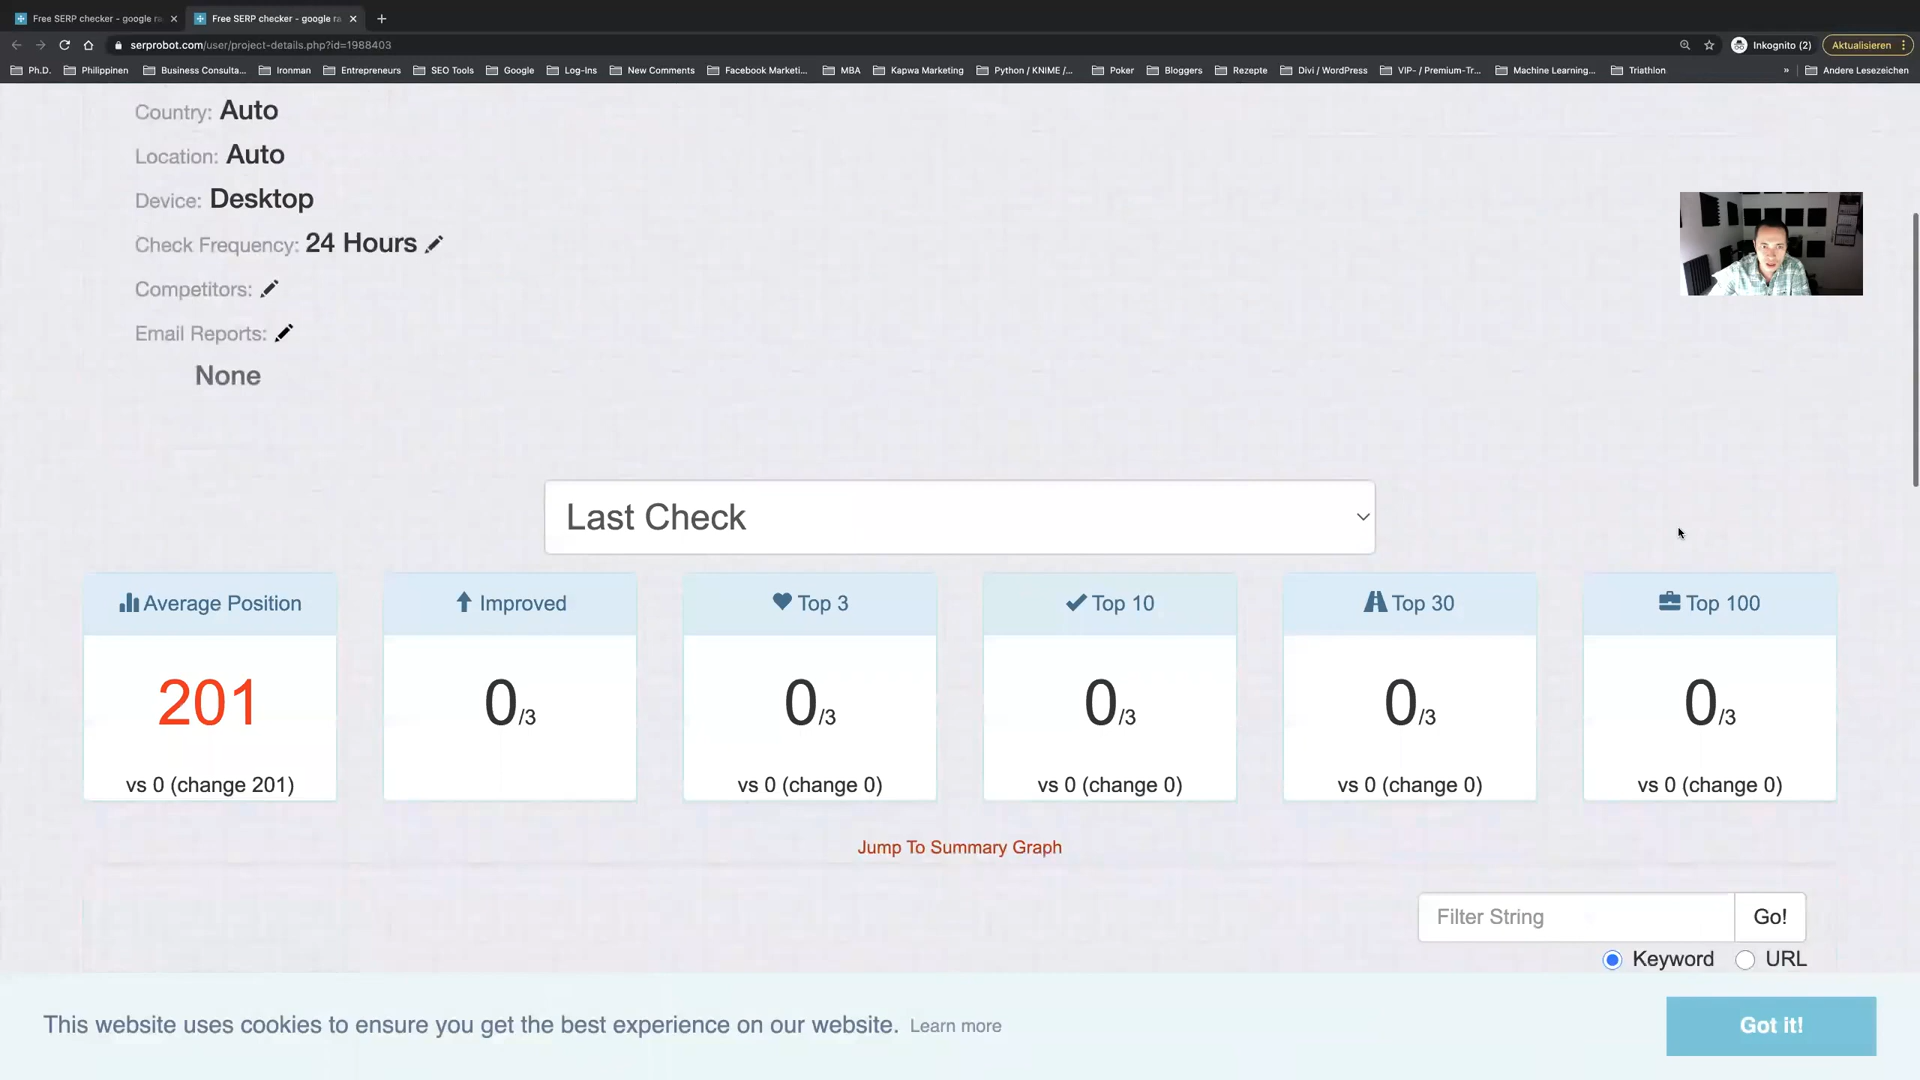 Free SERP checker - google ra
Free SERP checker - google ra
serprobot.com/user/project-details.php?id=1988403
Inkognito (2)
Aktualisieren
Ph.D.
Philippinen
Business Consulta...
Ironman
Entrepreneurs
SEO Tools
Google
Log-Ins
New Comments
Facebook Marketi...
MBA
Kapwa Marketing
Python / KNIME /...
Poker
Bloggers
Rezepte
Divi / WordPress
VIP- / Premium-Tr...
Machine Learning...
Triathlon
»
Andere Lesezeichen
Country: Auto
Location: Auto
Device: Desktop
Check Frequency: 24 Hours
Competitors:
Email Reports:
None
Last Check
Average Position
201
vs 0 (change 201)
Improved
0/3
Top 3
0/3
vs 0 (change 0)
Top 10
0/3
vs 0 (change 0)
Top 30
0/3
vs 0 (change 0)
Top 100
0/3
vs 0 (change 0)
Jump To Summary Graph
Filter String
Go!
Keyword
URL
This website uses cookies to ensure you get the best experience on our website. Learn more
Got it!